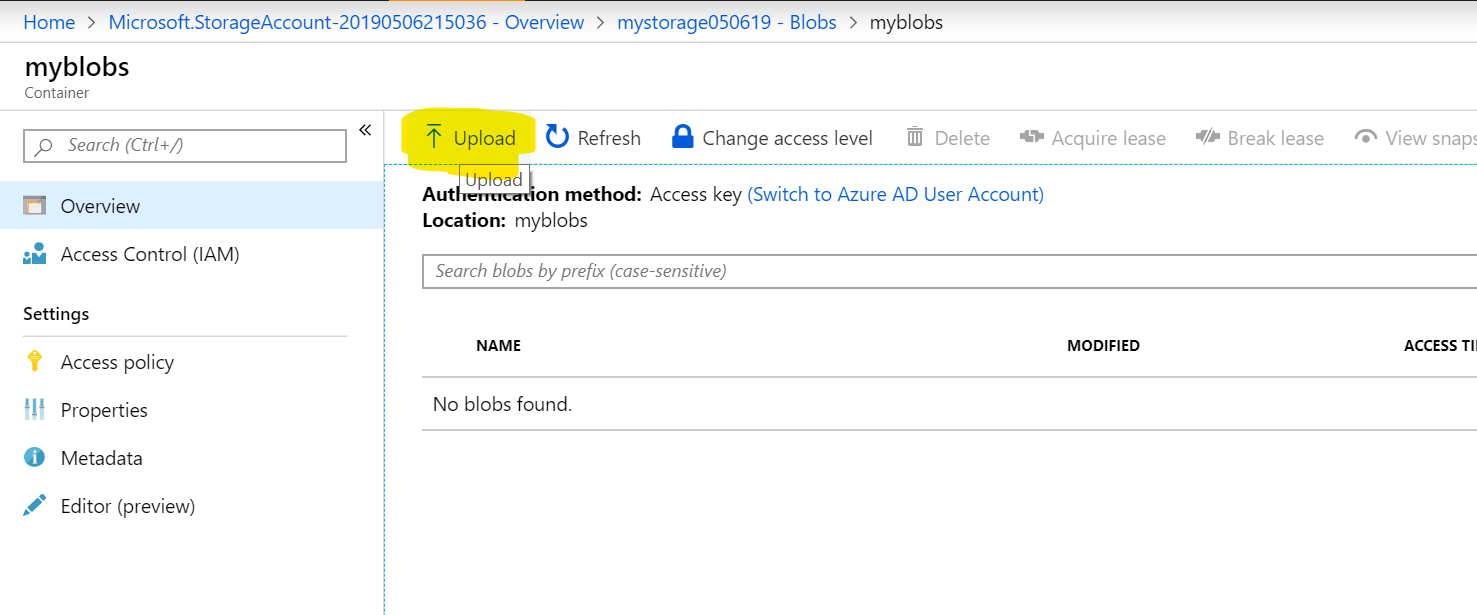 Home > Microsoft.StorageAccount-20190506215036 - Overview > mystorage050619 - Blobs > myblobs
myblobs
Container
Search (Ctrl+/)
«
Overview
Access Control (IAM)
Settings
Access policy
Properties
Metadata
Editor (preview)
Upload Refresh Change access level Delete Acquire lease Break lease View snaps
Upload
Authentication method: Access key (Switch to Azure AD User Account)
Location: myblobs
Search blobs by prefix (case-sensitive)
NAME MODIFIED ACCESS TI
No blobs found.